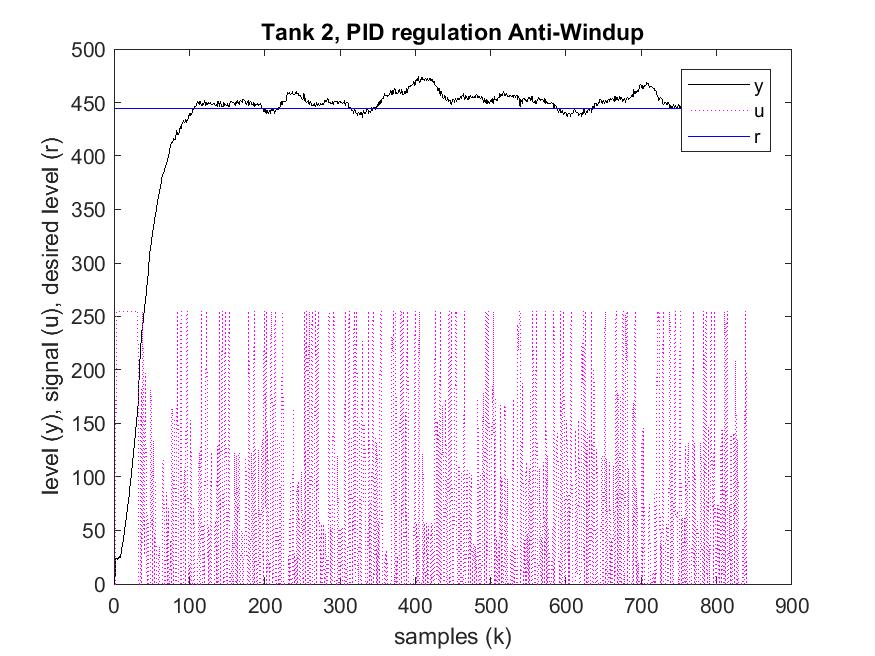 Tank 2, PID regulation Anti-Windup
500
450
400
350
300
250
200
150
100
50
0
level (y), signal (u), desired level (r)
y
u
r
0 100 200 300 400 500 600 700 800 900
samples (k)